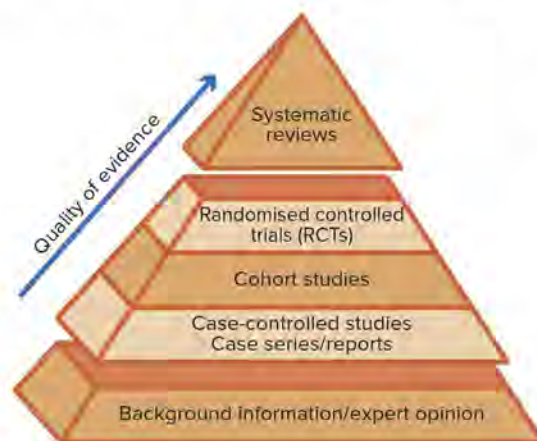 Quality of evidence
Systematic
reviews
Randomised controlled
trials (RCTs)
Cohort studies
Case-controlled studies
Case series/reports
Background information/expert opinion